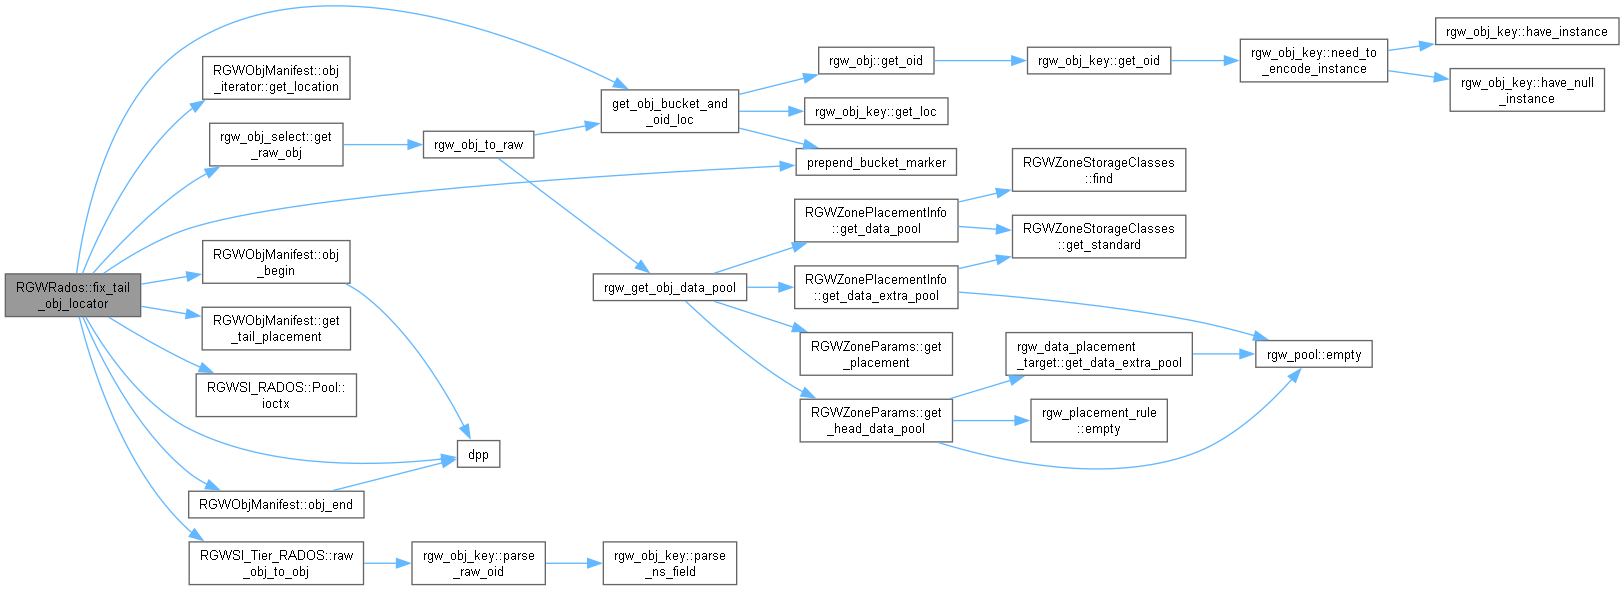 RGWRados::fix_tail
_obj_locator
RGWObjManifest::obj
_iterator::get_location
rgw_obj_select::get
_raw_obj
RGWObjManifest::obj
_begin
RGWObjManifest::get
_tail_placement
RGWSI_RADOS::Pool::
ioctx
RGWObjManifest::obj_end
RGWSI_Tier_RADOS::raw
_obj_to_obj
rgw_obj_to_raw
dpp
rgw_obj_key::parse
_raw_oid
get_obj_bucket_and
_oid_loc
rgw_get_obj_data_pool
rgw_obj_key::parse
_ns_field
rgw_obj::get_oid
rgw_obj_key::get_loc
prepend_bucket_marker
RGWZonePlacementInfo
::get_data_pool
RGWZonePlacementInfo
::get_data_extra_pool
RGWZoneParams::get
_placement
RGWZoneParams::get
_head_data_pool
rgw_obj_key::get_oid
RGWZoneStorageClasses
::find
RGWZoneStorageClasses
::get_standard
rgw_data_placement
_target::get_data_extra_pool
rgw_placement_rule
::empty
rgw_obj_key::need_to
_encode_instance
rgw_pool::empty
rgw_obj_key::have_instance
rgw_obj_key::have_null
_instance